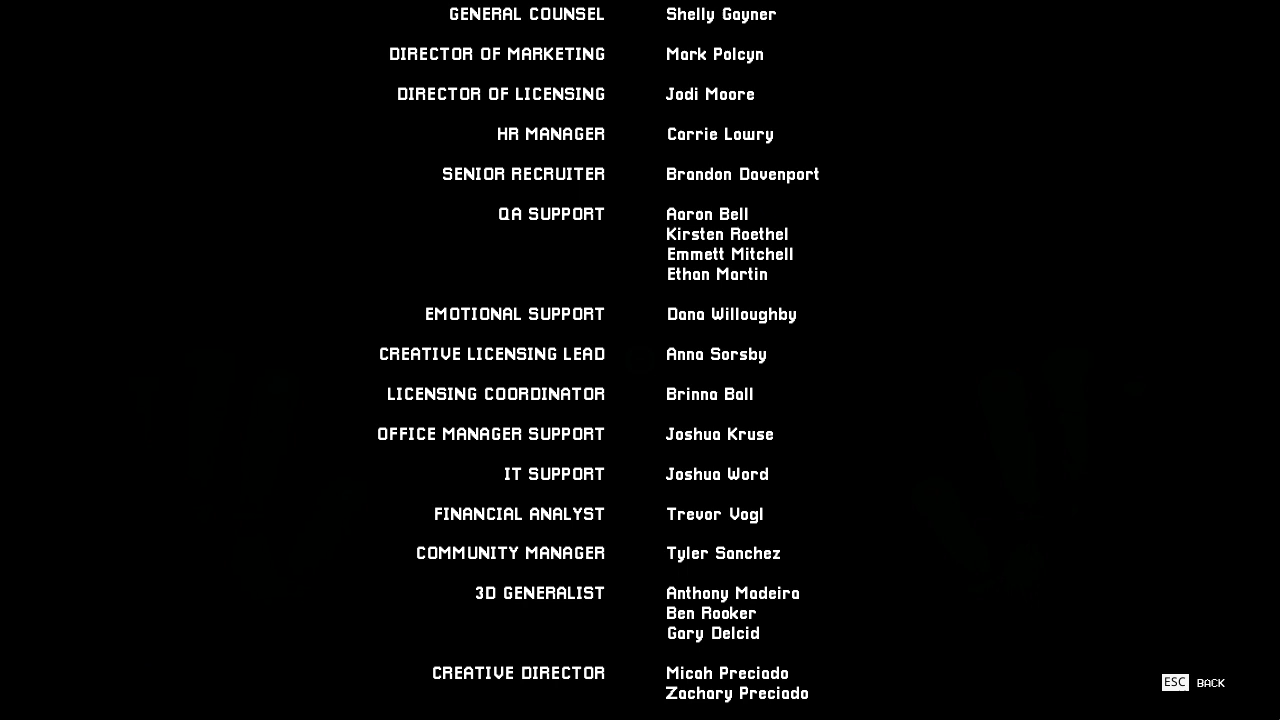 GENERAL COUNSEL Shelly Gayner
DIRECTOR OF MARKETING Mark Polcyn
DIRECTOR OF LICENSING Jodi Moore
HR MANAGER Carrie Lowry
SENIOR RECRUITER Brandon Davenport
QA SUPPORT Aaron Bell
Kirsten Roethel
Emmett Mitchell
Ethan Martin
EMOTIONAL SUPPORT Dana Willoughby
CREATIVE LICENSING LEAD Anna Sorsby
LICENSING COORDINATOR Brinna Ball
OFFICE MANAGER SUPPORT Joshua Kruse
IT SUPPORT Joshua Word
FINANCIAL ANALYST Trevor Vogl
COMMUNITY MANAGER Tyler Sanchez
3D GENERALIST Anthony Madeira
Ben Rooker
Gary Delcid
CREATIVE DIRECTOR Micah Preciado
Zachary Preciado
ESC BACK